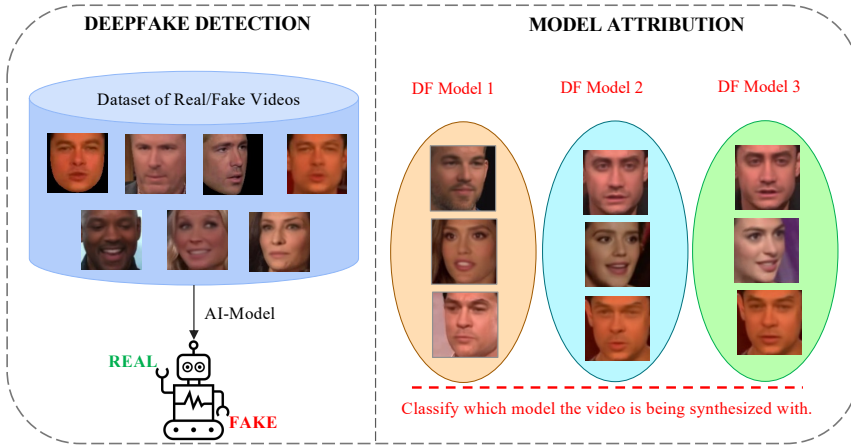 DEEPFAKE DETECTION
Dataset of Real/Fake Videos
AI-Model
REAL
FAKE
MODEL ATTRIBUTION
DF Model 1
DF Model 2
DF Model 3
Classify which model the video is being synthesized with.